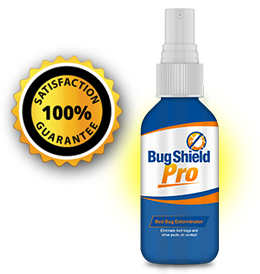 SATISFACTION
100%
GUARANTEE
BugShield
Pro
Bed Bug Exterminator
Eliminate bed bugs and
other pests on contact